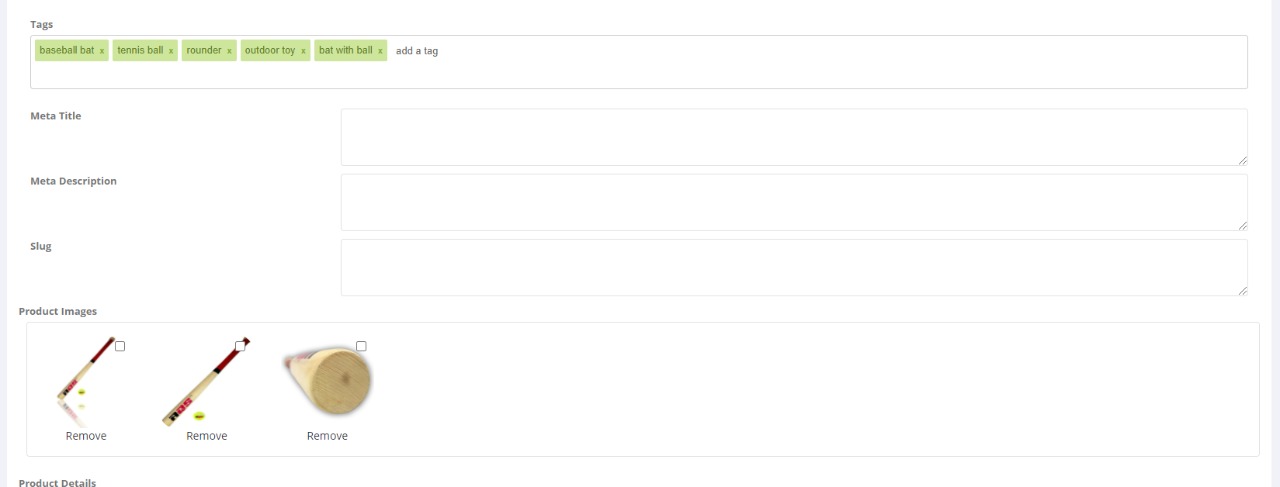 Tags
baseball bat x tennis ball x rounder x outdoor toy x bat with ball x add a tag
Meta Title
Meta Description
Slug
Product Images
Remove Remove Remove
Product Details